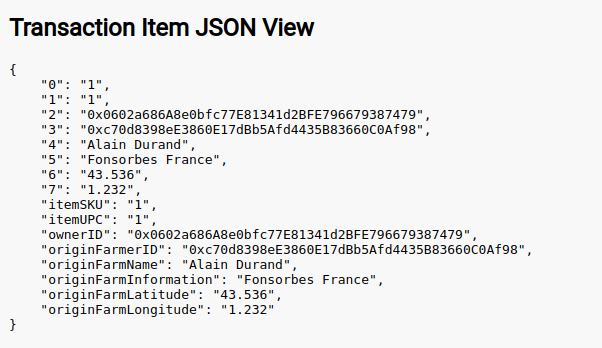 Transaction Item JSON View
{
    "0": "1",
    "1": "1",
    "2": "0x0602a686A8e0bfc77E81341d2BFE796679387479",
    "3": "0xc70d8398eE3860E17dBb5Afd4435B83660C0Af98",
    "4": "Alain Durand",
    "5": "Fonsorbes France",
    "6": "43.536",
    "7": "1.232",
    "itemSKU": "1",
    "itemUPC": "1",
    "ownerID": "0x0602a686A8e0bfc77E81341d2BFE796679387479",
    "originFarmerID": "0xc70d8398eE3860E17dBb5Afd4435B83660C0Af98",
    "originFarmName": "Alain Durand",
    "originFarmInformation": "Fonsorbes France",
    "originFarmLatitude": "43.536",
    "originFarmLongitude": "1.232"
}